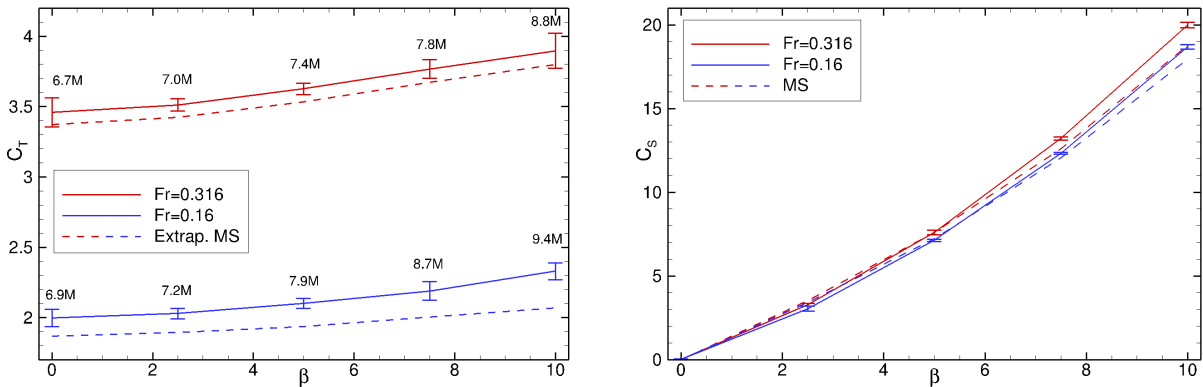 4
3.5
3
2.5
2
C_T
0
2
4
6
8
10
β
6.7M
7.0M
7.4M
7.8M
8.8M
Fr=0.316
Fr=0.16
Extrap. MS
6.9M
7.2M
7.9M
8.7M
9.4M
20
15
10
5
0
C_S
0
2
4
6
8
10
β
Fr=0.316
Fr=0.16
MS